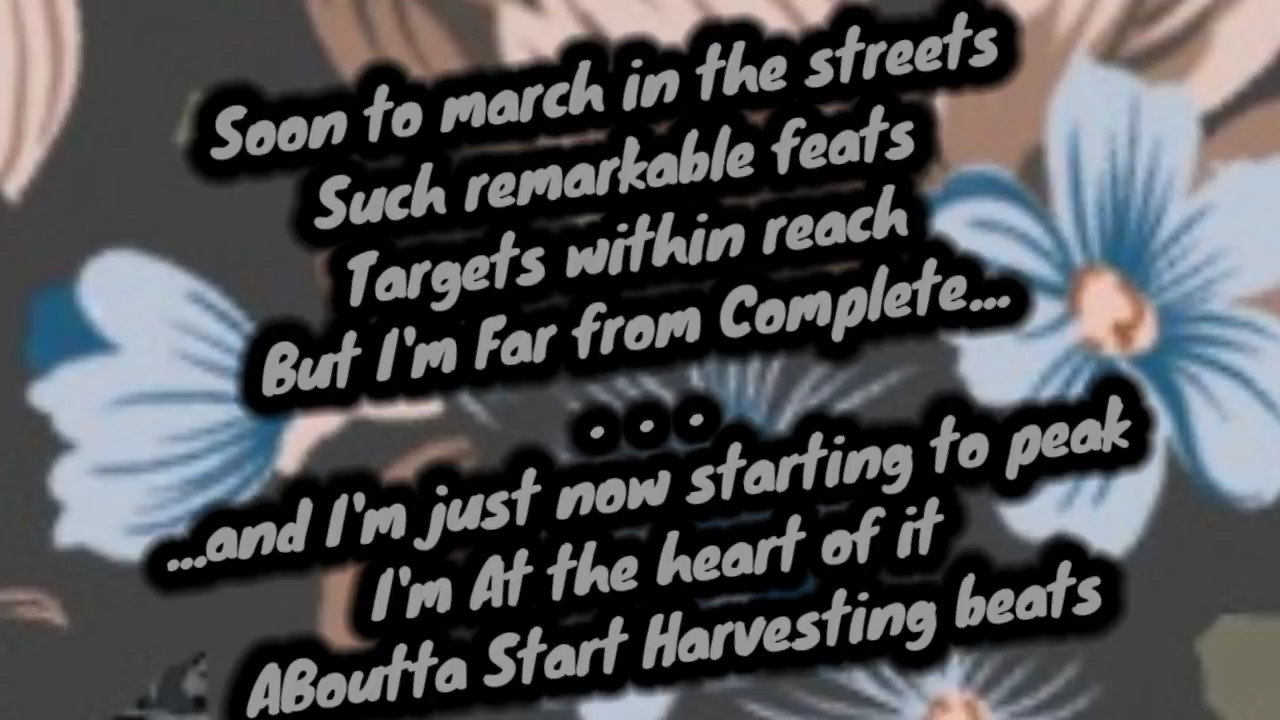 Soon to march in the streets
Such remarkable feats
Targets within reach
But I'm Far from Complete...
...
...and I'm just now starting to peak
I'm At the heart of it
ABoutta Start Harvesting beats